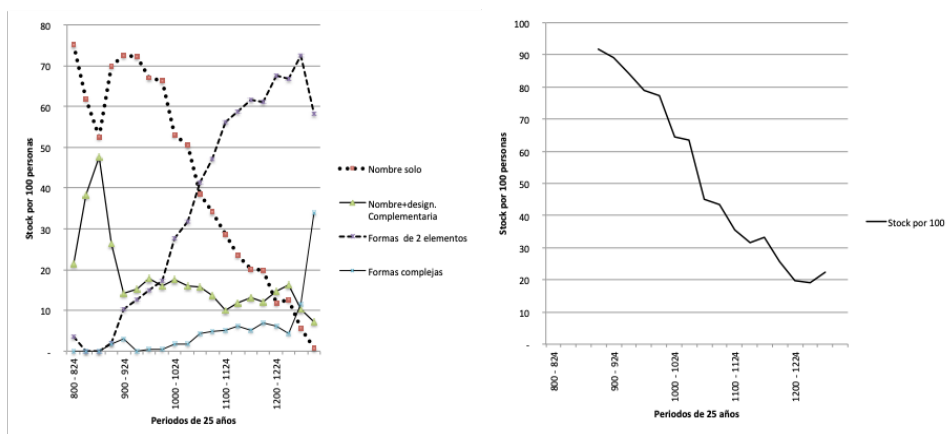 80
70
60
50
40
30
20
10
-
Stock por 100 personas
800 - 824
900 - 924
1000 - 1024
1100 - 1124
1200 - 1224
Periodos de 25 años
Nombre solo
Nombre+design.
Complementaria
Formas de 2 elementos
Formas complejas
100
90
80
70
60
50
40
30
20
10
-
Stock por 100 personas
800 - 824
900 - 924
1000 - 1024
1100 - 1124
1200 - 1224
Periodos de 25 años
Stock por 100